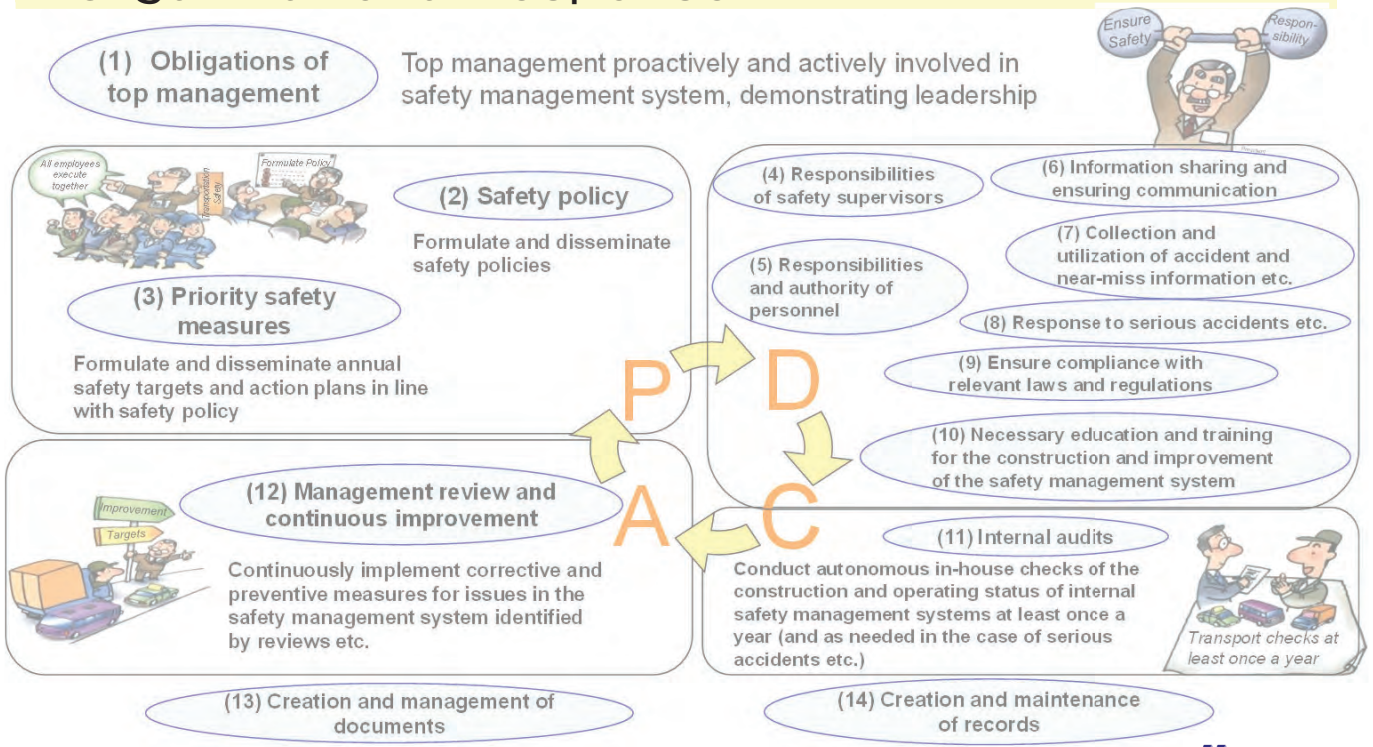 Ensure
Safety
Respon-
sibility
(1) Obligations of
top management
Top management proactively and actively involved in
safety management system, demonstrating leadership
All employees
execute
together
Transportation
Safety
Formulate Policy
(2) Safety policy
Formulate and disseminate
safety policies
(3) Priority safety
measures
Formulate and disseminate annual
safety targets and action plans in line
with safety policy
(4) Responsibilities
of safety supervisors
(5) Responsibilities
and authority of
personnel
(6) Information sharing and
ensuring communication
(7) Collection and
utilization of accident and
near-miss information etc.
(8) Response to serious accidents etc.
(9) Ensure compliance with
relevant laws and regulations
(10) Necessary education and training
for the construction and improvement
of the safety management system
P
D
A
C
(12) Management review and
continuous improvement
Improvement
Targets
Continuously implement corrective and
preventive measures for issues in the
safety management system identified
by reviews etc.
(11) Internal audits
Conduct autonomous in-house checks of the
construction and operating status of internal
safety management systems at least once a
year (and as needed in the case of serious
accidents etc.)
Transport checks at
least once a year
(13) Creation and management of
documents
(14) Creation and maintenance
of records